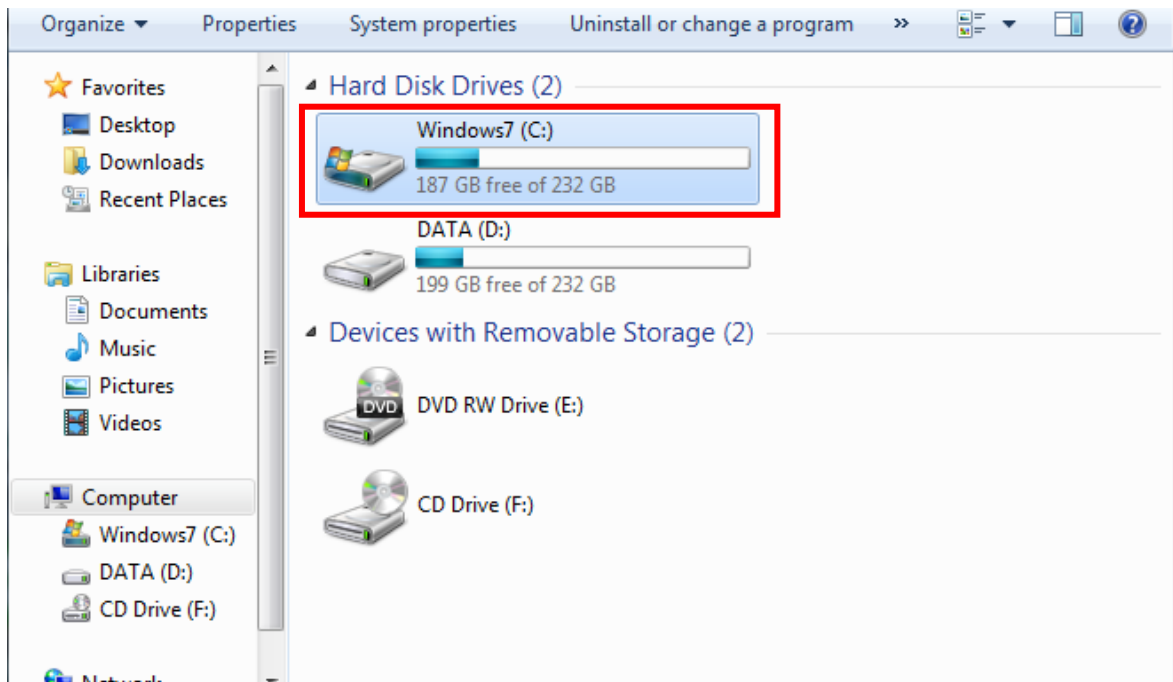 Organize Properties System properties Uninstall or change a program »
Favorites
Desktop
Downloads
Recent Places
Libraries
Documents
Music
Pictures
Videos
Computer
Windows7 (C:)
DATA (D:)
CD Drive (F:)
Network
Hard Disk Drives (2)
Windows7 (C:)
187 GB free of 232 GB
DATA (D:)
199 GB free of 232 GB
Devices with Removable Storage (2)
DVD
DVD RW Drive (E:)
CD Drive (F:)